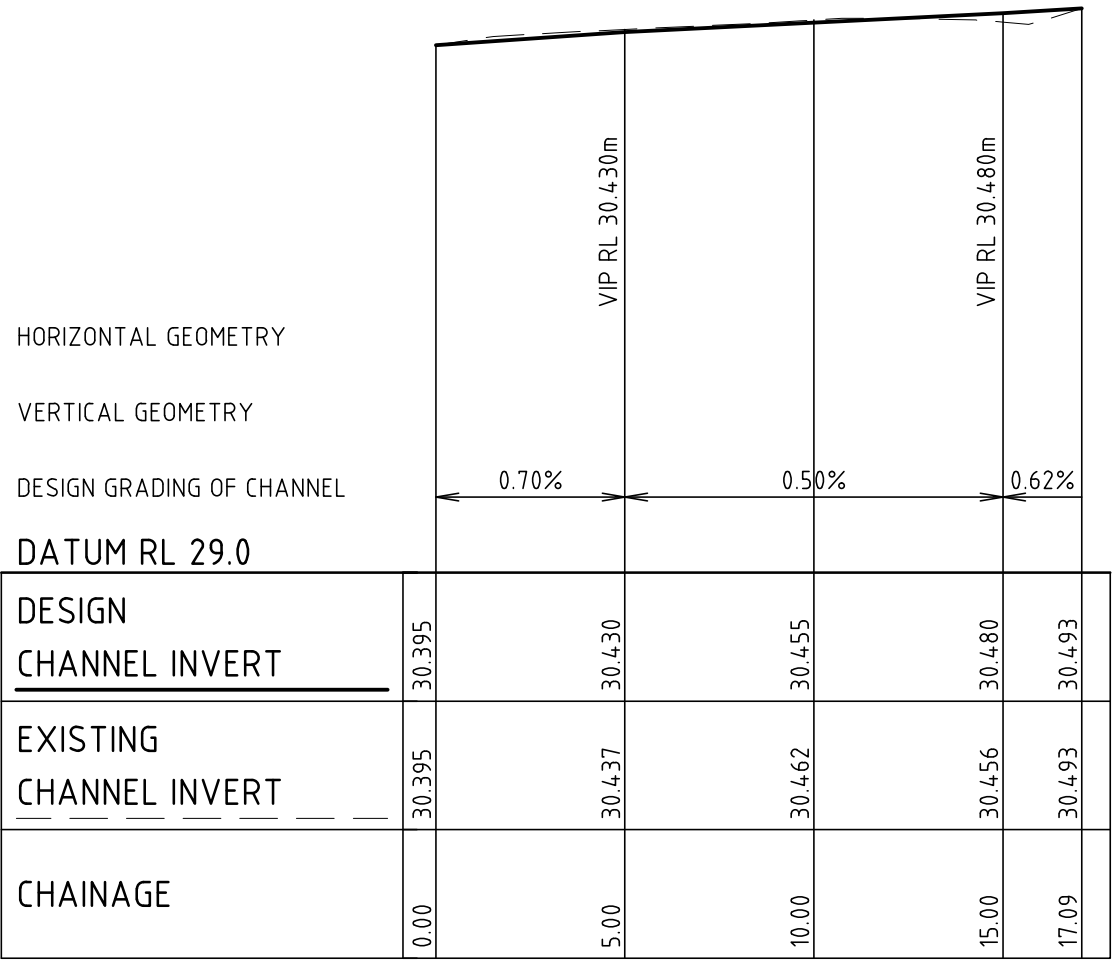 VIP RL 30.430m
VIP RL 30.480m
HORIZONTAL GEOMETRY
VERTICAL GEOMETRY
DESIGN GRADING OF CHANNEL
0.70%
0.50%
0.62%
DATUM RL 29.0
DESIGN
CHANNEL INVERT
30.395
30.430
30.455
30.480
30.493
EXISTING
CHANNEL INVERT
30.395
30.437
30.462
30.456
30.493
CHAINAGE
0.00
5.00
10.00
15.00
17.09